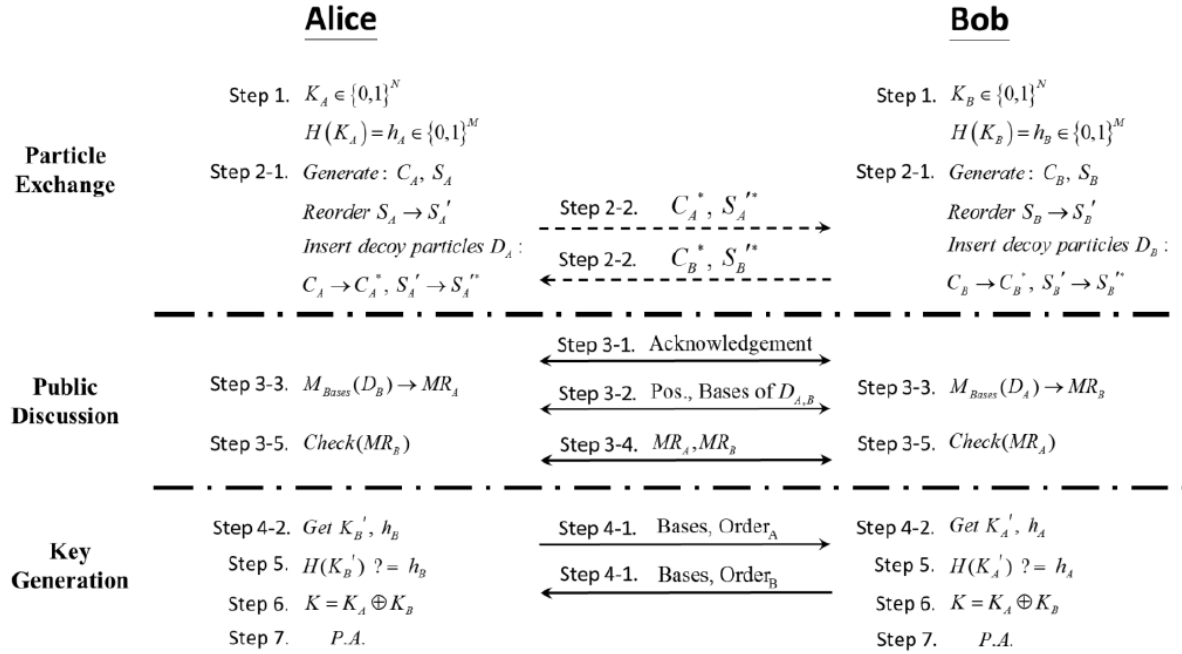 Alice Bob
Step 1. K_A ∈ {0,1}^N Step 1. K_B ∈ {0,1}^N
H(K_A) = h_A ∈ {0,1}^M H(K_B) = h_B ∈ {0,1}^M
Particle Exchange
Step 2-1. Generate: C_A, S_A Step 2-1. Generate: C_B, S_B
Reorder S_A → S_A' Step 2-2. C_A^*, S_A'^* Reorder S_B → S_B'
Insert decoy particles D_A : Step 2-2. C_B^*, S_B'^* Insert decoy particles D_B :
C_A → C_A^*, S_A' → S_A'^* C_B → C_B^*, S_B' → S_B'^*
Step 3-1. Acknowledgement
Public Discussion
Step 3-3. M_Bases(D_B) → MR_A Step 3-2. Pos., Bases of D_A,B Step 3-3. M_Bases(D_A) → MR_B
Step 3-5. Check(MR_B) Step 3-4. MR_A, MR_B Step 3-5. Check(MR_A)
Step 4-2. Get K_B', h_B Step 4-1. Bases, Order_A Step 4-2. Get K_A', h_A
Key Generation
Step 5. H(K_B') ?= h_B Step 4-1. Bases, Order_B Step 5. H(K_A') ?= h_A
Step 6. K = K_A ⊕ K_B Step 6. K = K_A ⊕ K_B
Step 7. P.A. Step 7. P.A.